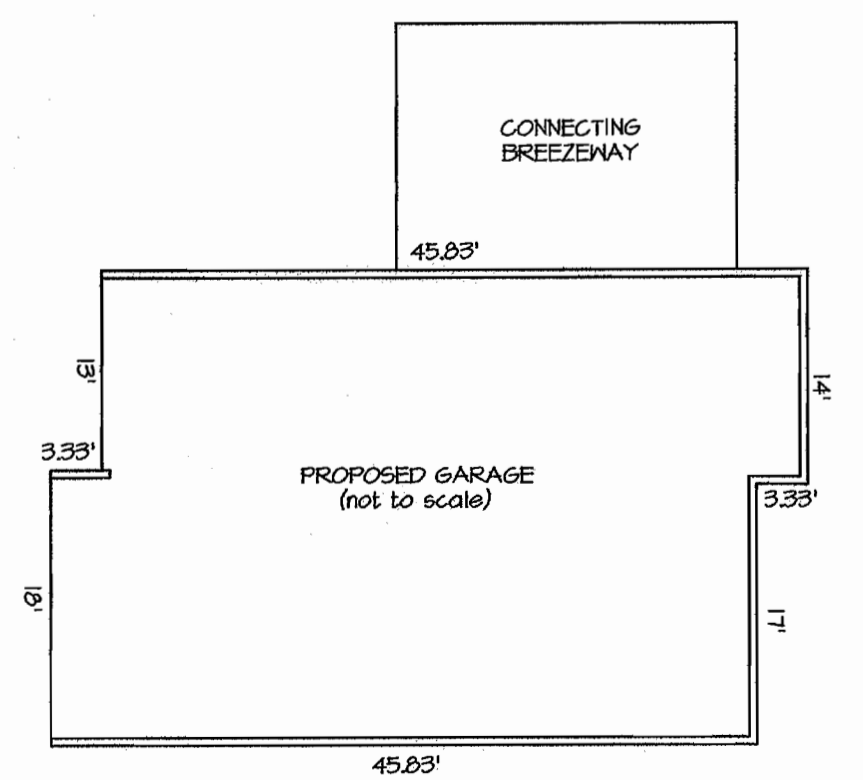 CONNECTING
BREEZEWAY
45.83'
13'
14'
3.33'
PROPOSED GARAGE
(not to scale)
3.33'
18'
17'
45.83'